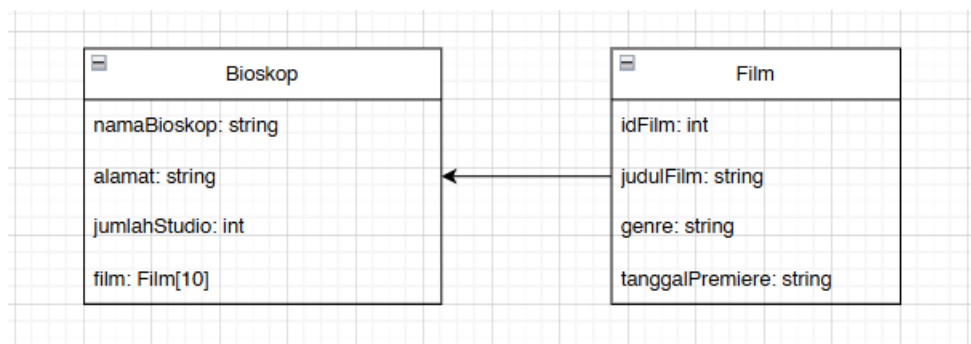 Bioskop
namaBioskop: string
alamat: string
jumlahStudio: int
film: Film[10]
Film
idFilm: int
judulFilm: string
genre: string
tanggalPremiere: string